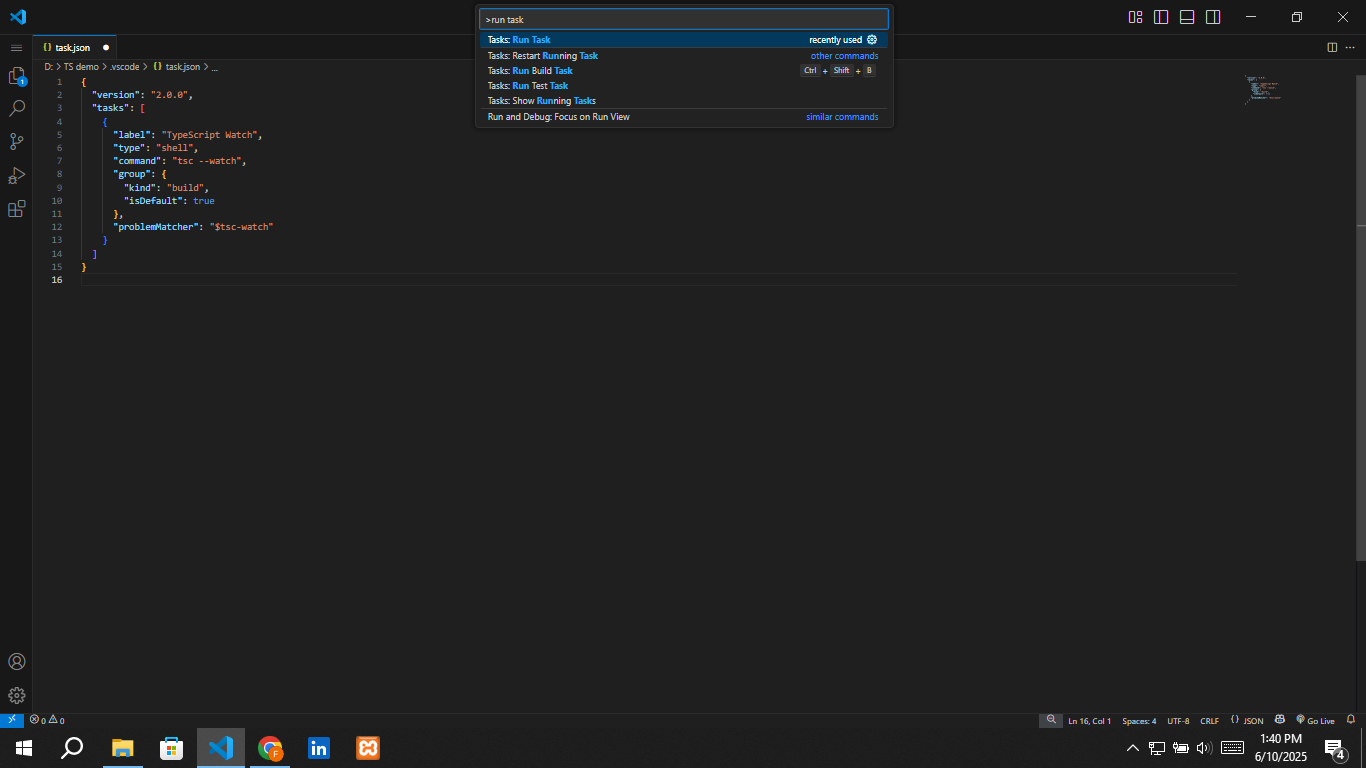 >run task
Tasks: Run Task recently used
Tasks: Restart Running Task other commands
Tasks: Run Build Task Ctrl + Shift + B
Tasks: Run Test Task
Tasks: Show Running Tasks
Run and Debug: Focus on Run View similar commands
{} task.json
D: > TS demo > .vscode > {} task.json > ...
1 {
2 "version": "2.0.0",
3 "tasks": [
4 {
5 "label": "TypeScript Watch",
6 "type": "shell",
7 "command": "tsc --watch",
8 "group": {
9 "kind": "build",
10 "isDefault": true
11 },
12 "problemMatcher": "$tsc-watch"
13 }
14 ]
15 }
16
1
0 0
Ln 16, Col 1 Spaces: 4 UTF-8 CRLF {} JSON Go Live
F
in
1:40 PM
6/10/2025
4